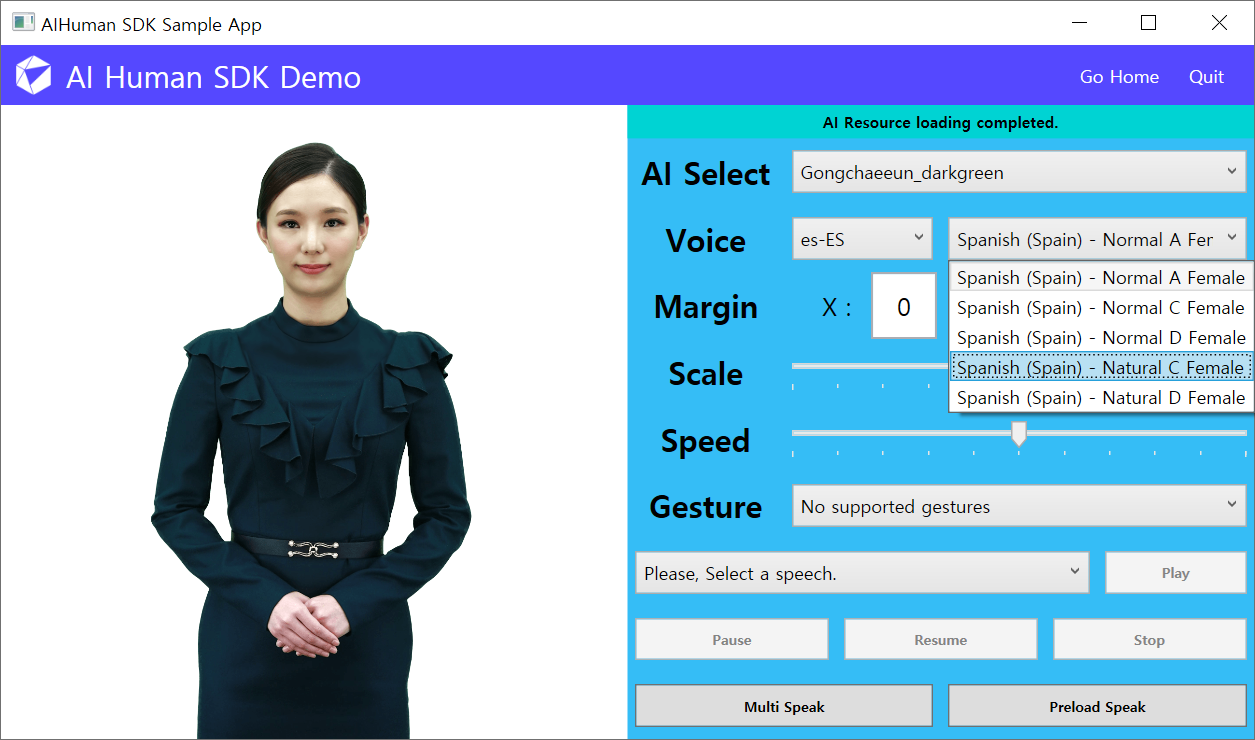 AIHuman SDK Sample App
AI Human SDK Demo
Go Home
Quit
AI Resource loading completed.
AI Select
Gongchaeeun_darkgreen
Voice
es-ES
Spanish (Spain) - Normal A Fer
Spanish (Spain) - Normal A Female
Spanish (Spain) - Normal C Female
Spanish (Spain) - Normal D Female
Spanish (Spain) - Natural C Female
Spanish (Spain) - Natural D Female
Margin
X :
0
Scale
Speed
Gesture
No supported gestures
Please, Select a speech.
Play
Pause
Resume
Stop
Multi Speak
Preload Speak